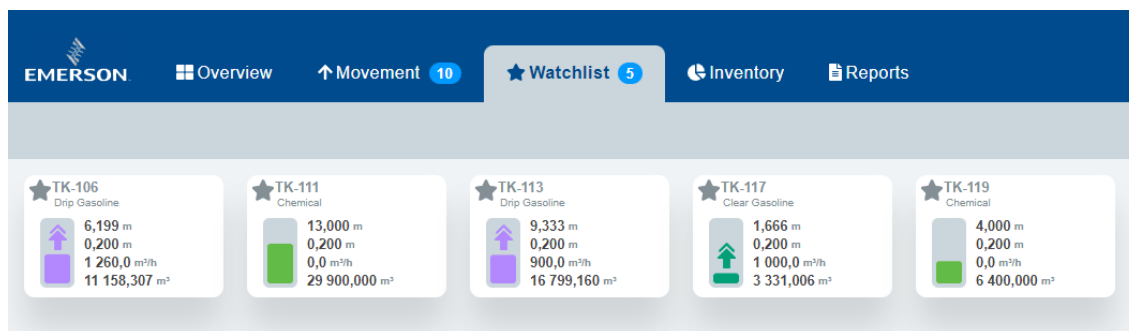 EMERSON
Overview
Movement 10
Watchlist 5
Inventory
Reports
TK-106
Drip Gasoline
6,199 m
0,200 m
1 260,0 m³/h
11 158,307 m³
TK-111
Chemical
13,000 m
0,200 m
0,0 m³/h
29 900,000 m³
TK-113
Drip Gasoline
9,333 m
0,200 m
900,0 m³/h
16 799,160 m³
TK-117
Clear Gasoline
1,666 m
0,200 m
1 000,0 m³/h
3 331,006 m³
TK-119
Chemical
4,000 m
0,200 m
0,0 m³/h
6 400,000 m³